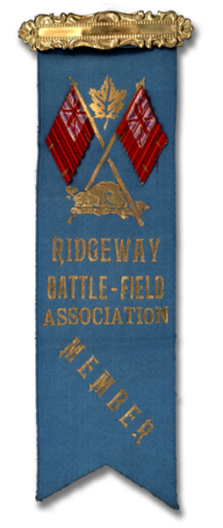 RIDGEWAY
BATTLE-FIELD
ASSOCIATION
MEMBER